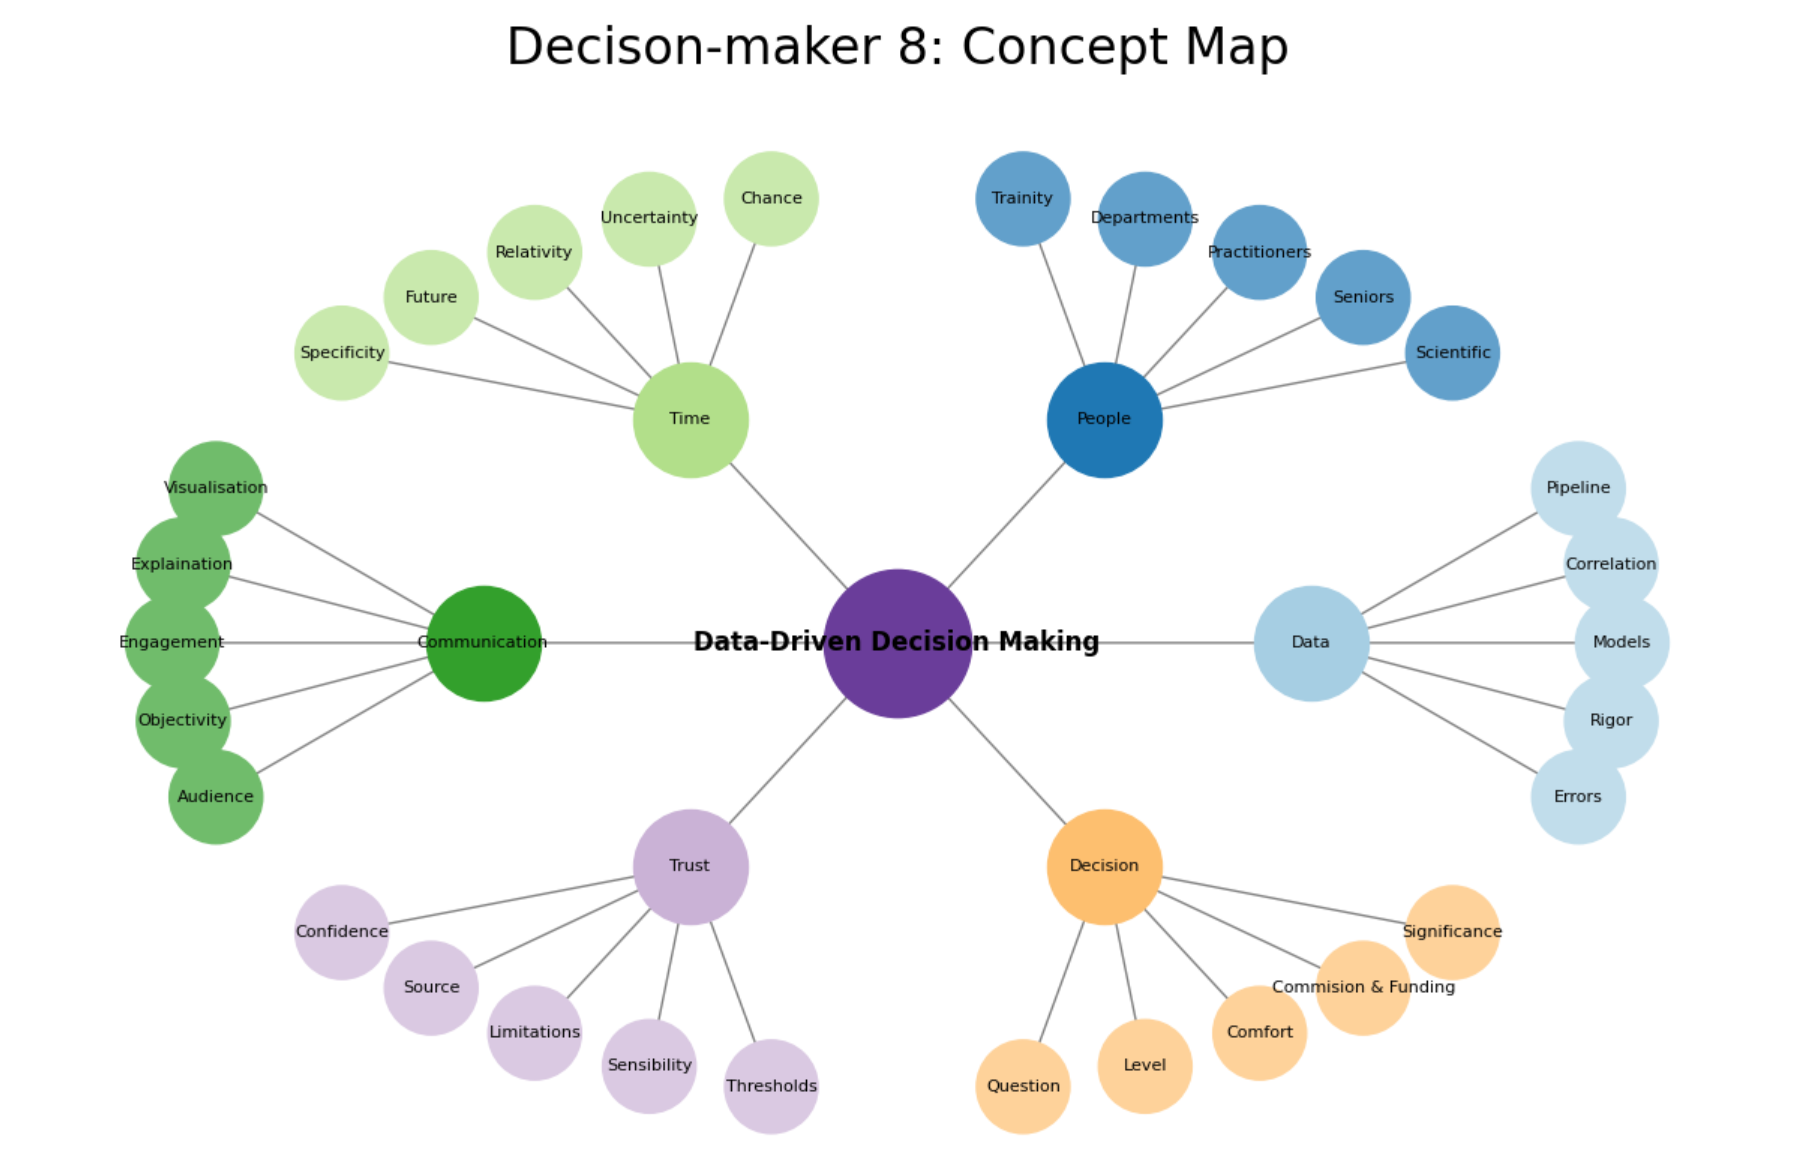 Decison-maker 8: Concept Map
Chance
Uncertainty
Relativity
Future
Specificity
Time
Trainity
Departments
Practitioners
Seniors
Scientific
People
Visualisation
Explaination
Engagement
Objectivity
Audience
Communication
Data-Driven Decision Making
Data
Pipeline
Correlation
Models
Rigor
Errors
Trust
Confidence
Source
Limitations
Sensibility
Thresholds
Decision
Significance
Commision & Funding
Comfort
Level
Question